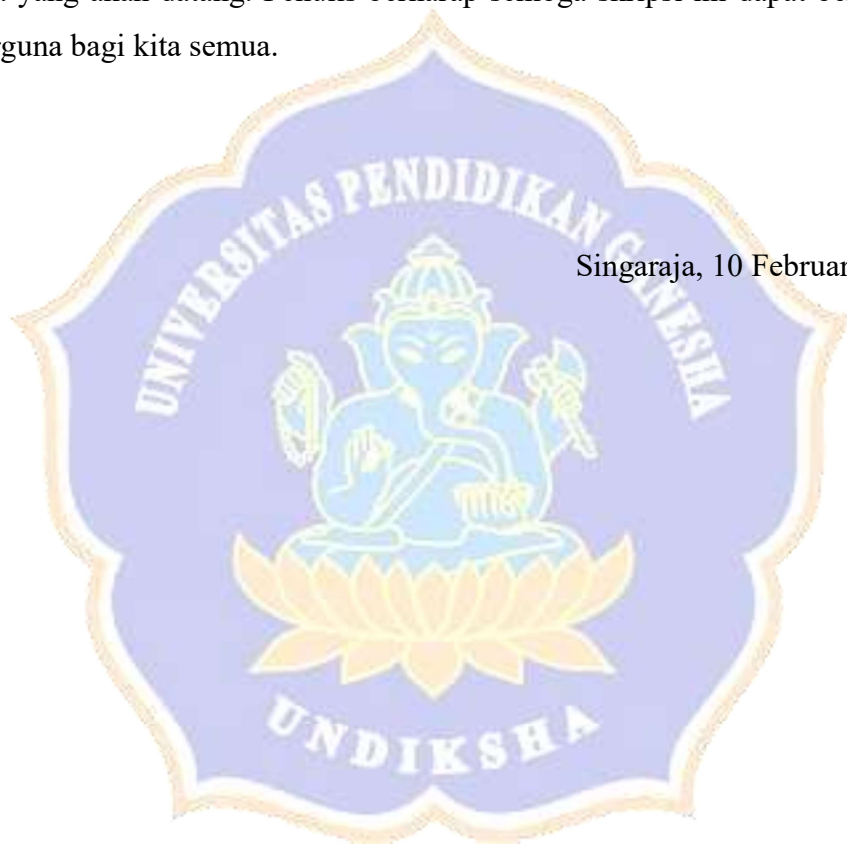 yang akan datang. Penulis berharap semoga skripsi ini dapat
guna bagi kita semua.
UNIVERSITAS PENDIDIKAN GANESHA
Singaraja, 10 Februar
UNDIKSHA